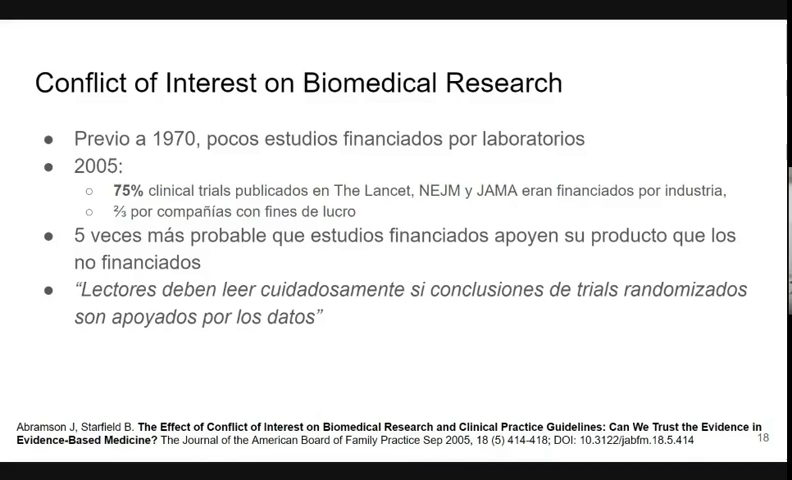 Conflict of Interest on Biomedical Research
● Previo a 1970, pocos estudios financiados por laboratorios
● 2005:
○ 75% clinical trials publicados en The Lancet, NEJM y JAMA eran financiados por industria,
○ ⅔ por compañías con fines de lucro
● 5 veces más probable que estudios financiados apoyen su producto que los
no financiados
● “Lectores deben leer cuidadosamente si conclusiones de trials randomizados
son apoyados por los datos”
Abramson J, Starfield B. The Effect of Conflict of Interest on Biomedical Research and Clinical Practice Guidelines: Can We Trust the Evidence in
Evidence-Based Medicine? The Journal of the American Board of Family Practice Sep 2005, 18 (5) 414-418; DOI: 10.3122/jabfm.18.5.414
18